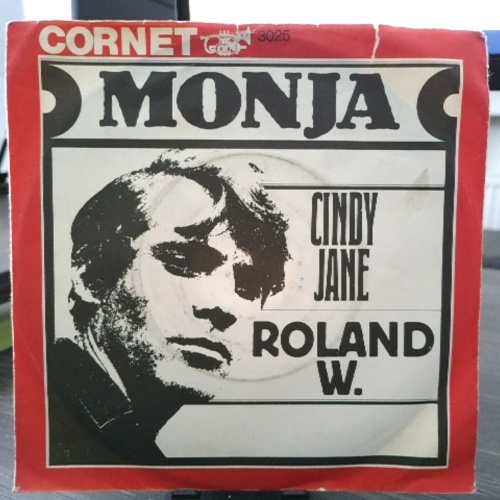 CORNET 3025
MONJA
CINDY
JANE
ROLAND
W.